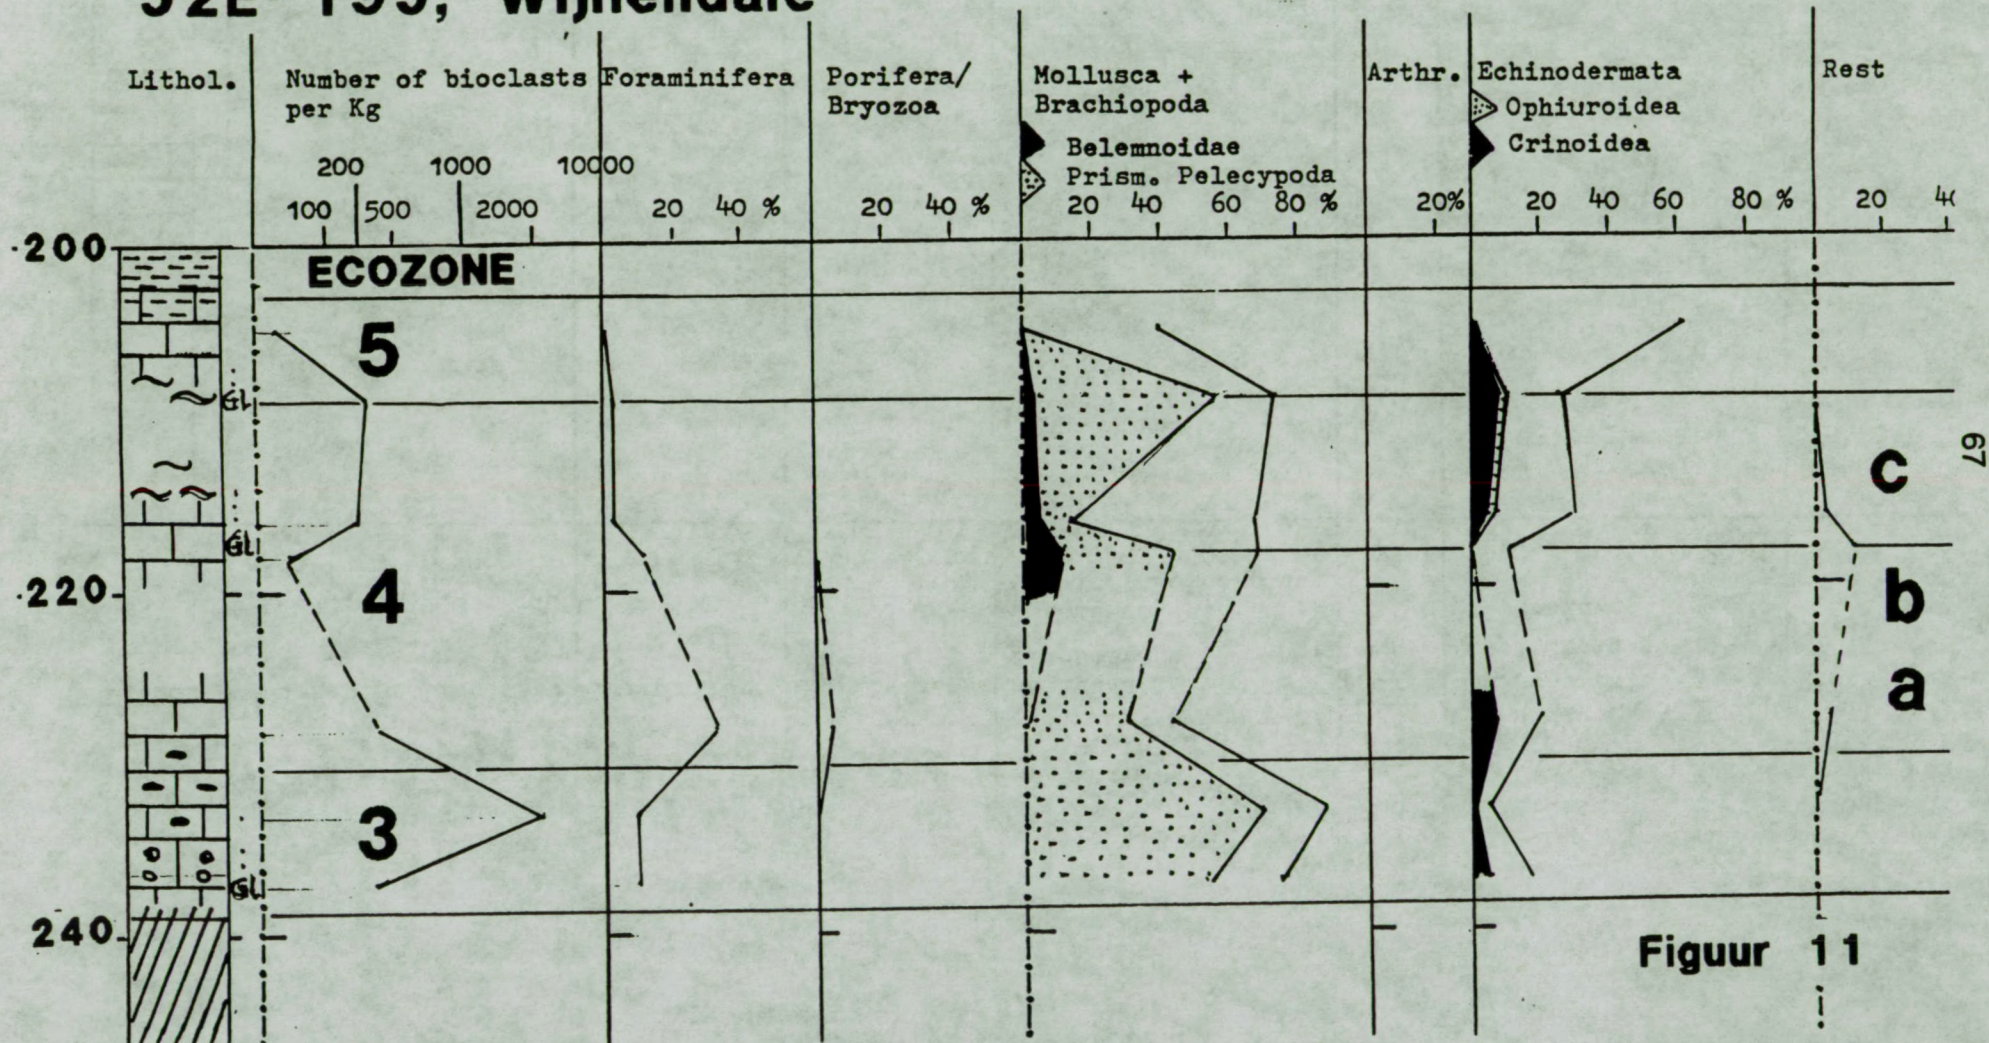 Lithol.
Number of bioclasts
per Kg
Foraminifera
Porifera/
Bryozoa
Mollusca +
Brachiopoda
Belemnoidae
Prism. Pelecypoda
Arthr.
Echinodermata
Ophiuroidea
Crinoidea
Rest
200 1000 10000
100 500 2000
20 40 %
20 40 %
20 40 60 80 %
20%
20 40 60 80 %
20
200
ECOZONE
5
Gl
67
c
Gl
220
4
b
a
3
Gl
240
Figuur 11